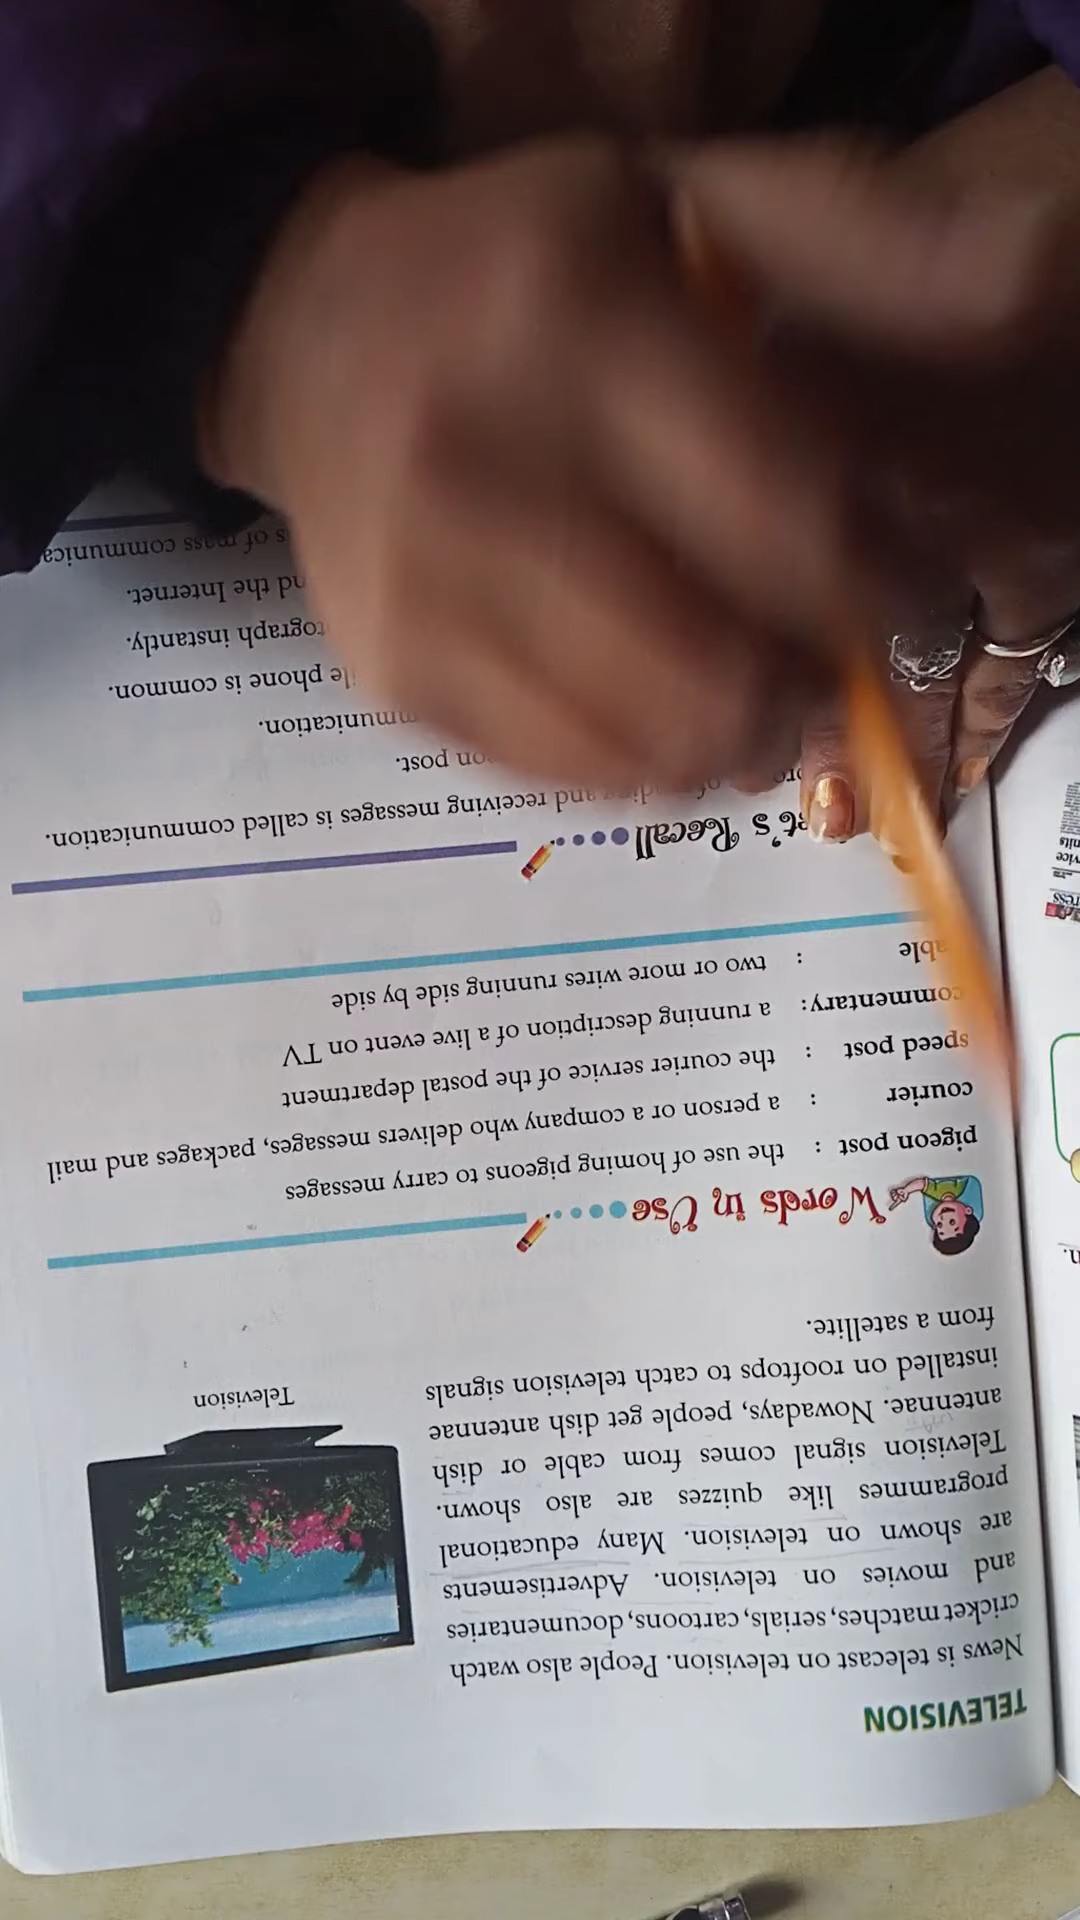 TELEVISION
News is telecast on television. People also watch
cricket matches, serials, cartoons, documentaries
and movies on television. Advertisements
are shown on television. Many educational
programmes like quizzes are also shown.
Television signal comes from cable or dish
antennae. Nowadays, people get dish antennae
installed on rooftops to catch television signals
from a satellite.
Television
Words in Use
pigeon post : the use of homing pigeons to carry messages
courier : a person or a company who delivers messages, packages and mail
speed post : the courier service of the postal department
commentary: a running description of a live event on TV
: two or more wires running side by side
Recall
and receiving messages is called communication.
post.
phone is common.
instantly.
the Internet.
of mass